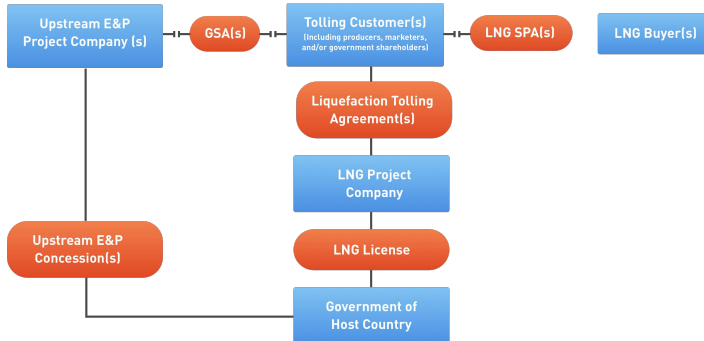 Upstream E&P
Project Company (s)
GSA(s)
Tolling Customer(s)
(Including producers, marketers,
and/or government shareholders)
LNG SPA(s)
LNG Buyer(s)
Liquefaction Tolling
Agreement(s)
LNG Project
Company
Upstream E&P
Concession(s)
LNG License
Government of
Host Country